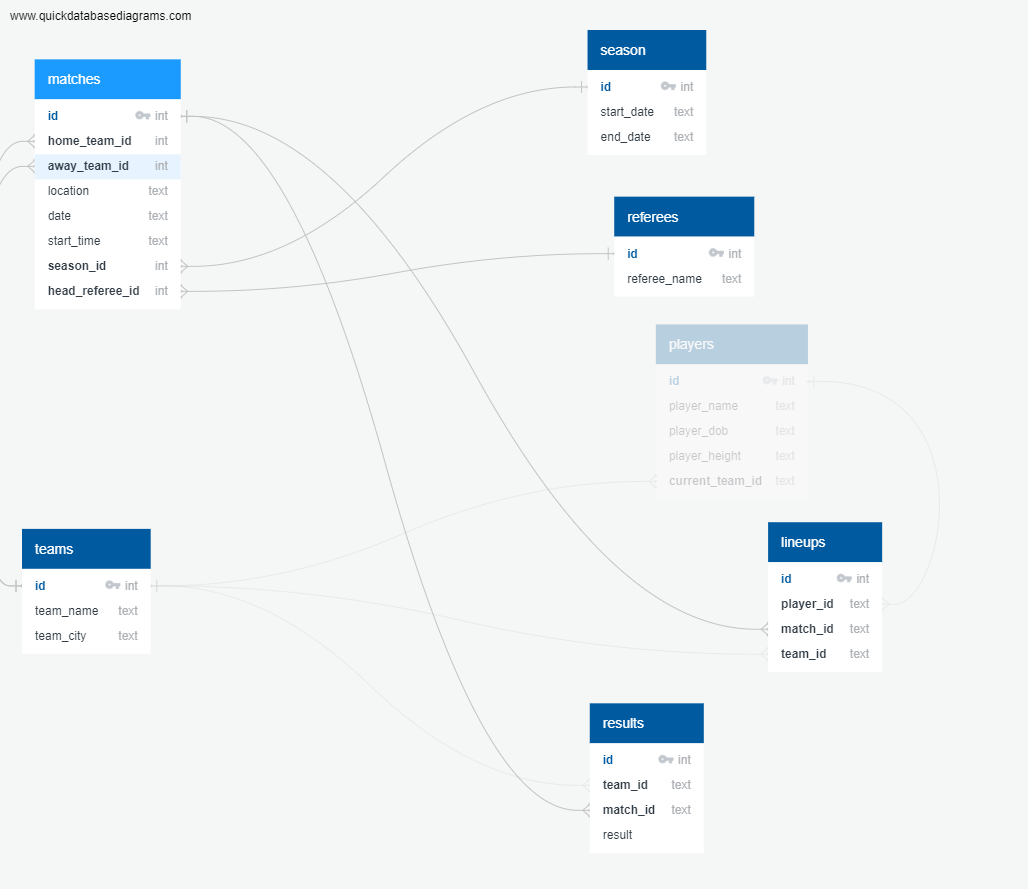 www.quickdatabasediagrams.com
matches
id int
home_team_id int
away_team_id int
location text
date text
start_time text
season_id int
head_referee_id int
season
id int
start_date text
end_date text
referees
id int
referee_name text
players
id int
player_name text
player_dob text
player_height text
current_team_id text
teams
id int
team_name text
team_city text
lineups
id int
player_id text
match_id text
team_id text
results
id int
team_id text
match_id text
result